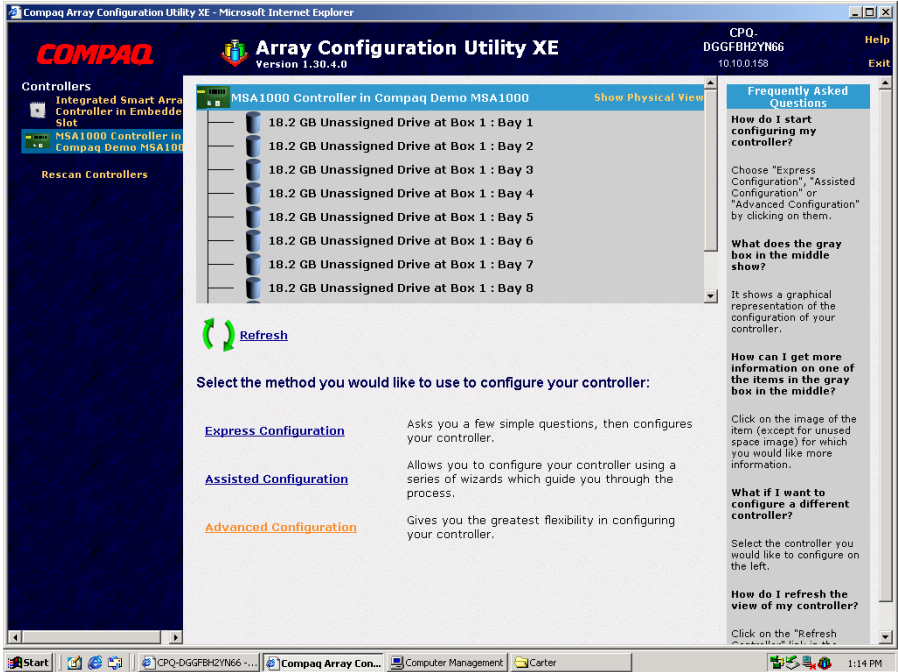 Compaq Array Configuration Utility XE - Microsoft Internet Explorer
COMPAQ
Array Configuration Utility XE
Version 1.30.4.0
CPQ-
DGGFBH2YN66
10.10.0.158
Help
Exit
Controllers
Integrated Smart Arra
Controller in Embedde
Slot
MSA1000 Controller in
Compaq Demo MSA100
Rescan Controllers
MSA1000 Controller in Compaq Demo MSA1000
Show Physical View
18.2 GB Unassigned Drive at Box 1 : Bay 1
18.2 GB Unassigned Drive at Box 1 : Bay 2
18.2 GB Unassigned Drive at Box 1 : Bay 3
18.2 GB Unassigned Drive at Box 1 : Bay 4
18.2 GB Unassigned Drive at Box 1 : Bay 5
18.2 GB Unassigned Drive at Box 1 : Bay 6
18.2 GB Unassigned Drive at Box 1 : Bay 7
18.2 GB Unassigned Drive at Box 1 : Bay 8
Refresh
Select the method you would like to use to configure your controller:
Express Configuration
Asks you a few simple questions, then configures
your controller.
Assisted Configuration
Allows you to configure your controller using a
series of wizards which guide you through the
process.
Advanced Configuration
Gives you the greatest flexibility in configuring
your controller.
Frequently Asked
Questions
How do I start
configuring my
controller?
Choose "Express
Configuration", "Assisted
Configuration" or
"Advanced Configuration"
by clicking on them.
What does the gray
box in the middle
show?
It shows a graphical
representation of the
configuration of your
controller.
How can I get more
information on one of
the items in the gray
box in the middle?
Click on the image of the
item (except for unused
space image) for which
you would like more
information.
What if I want to
configure a different
controller?
Select the controller you
would like to configure on
the left.
How do I refresh the
view of my controller?
Click on the "Refresh
Controller" link in the
Start
CPQ-DGGFBH2YN66 -...
Compaq Array Con...
Computer Management
Carter
1:14 PM